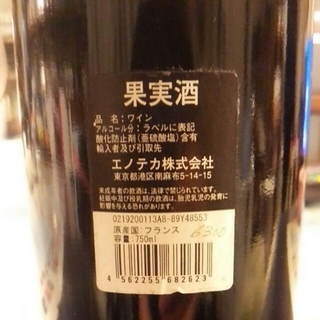 果実酒
品 名：ワイン
アルコール分：ラベルに表記
酸化防止剤(亜硫酸塩)含有
輸入者及び引取先
エノテカ株式会社
東京都港区南麻布5-14-15
未成年者の飲酒は、法律で禁じられています。
妊娠中及び授乳期の飲酒は、胎児乳児の発育に
影響を与える恐れがあります。
0219200113A8-89Y48553
原産国：フランス
容量：750ml
6300
4 562255 682623